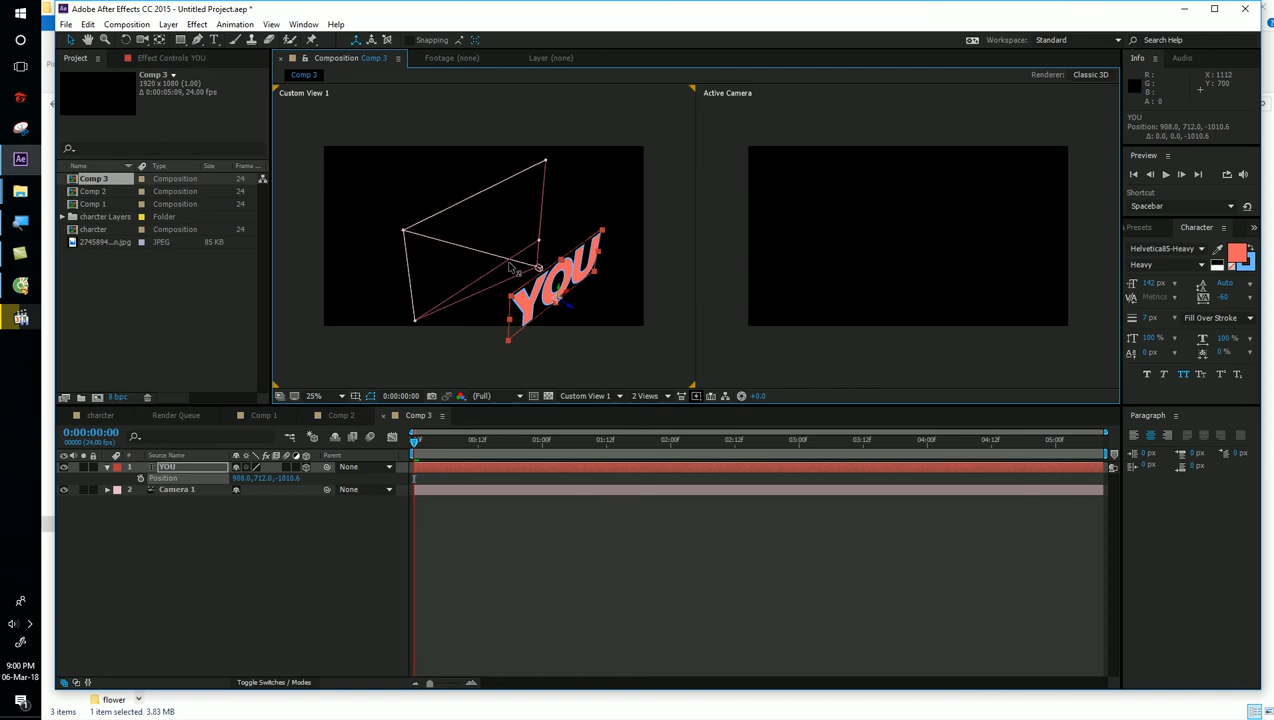 Adobe After Effects CC 2015 - Untitled Project.aep *
File Edit Composition Layer Effect Animation View Window Help
Snapping
Workspace: Standard
Search Help
Project
Effect Controls YOU
Composition Comp 3
Footage (none)
Layer (none)
Info
Audio
Comp 3
1920 x 1080 (1.00)
Δ 0:00:05:09, 24.00 fps
Comp 3
Renderer: Classic 3D
R:
G:
B:
A: 0
X: 1112
Y: 700
Custom View 1
Active Camera
YOU
Position: 908.0, 712.0, -1010.6
Δ: 0.0, 0.0, -1010.6
Preview
Name Type Size Frame ...
Comp 3 Composition 24
Comp 2 Composition 24
Comp 1 Composition 24
charcter Layers Folder
charcter Composition 24
2745894...n.jpg JPEG 85 KB
Shortcut
Spacebar
Presets
Character
Helvetica85-Heavy
Heavy
142 px
Auto
Metrics
-60
7 px
Fill Over Stroke
100 %
100 %
0 px
0 %
T T TT Tt T¹ T₁
YOU
8 bpc
25%
0:00:00:00
(Full)
Custom View 1
2 Views
+0.0
charcter
Render Queue
Comp 1
Comp 2
Comp 3
Paragraph
0:00:00:00
00000 (24.00 fps)
00:12f 01:00f 01:12f 02:00f 02:12f 03:00f 03:12f 04:00f 04:12f 05:00f
# Source Name Parent
1 T YOU None
Position 908.0,712.0,-1010.6
2 Camera 1 None
0 px 0 px 0 px
0 px 0 px
Toggle Switches / Modes
9:00 PM
06-Mar-18
flower
3 items 1 item selected 3.83 MB